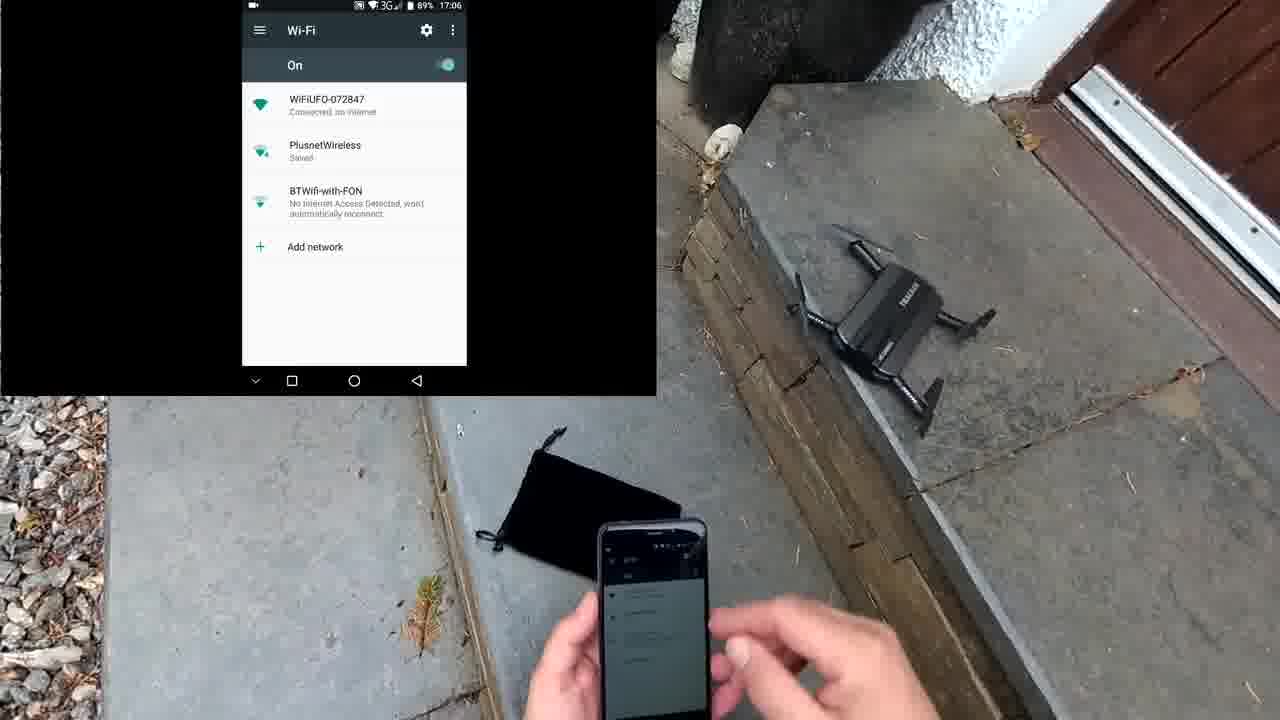 3G 89% 17:06
Wi-Fi
On
WiFiUFO-072847
Connected, no Internet
PlusnetWireless
Saved
BTWifi-with-FON
No Internet Access Detected, won't
automatically reconnect.
Add network
TRACKER